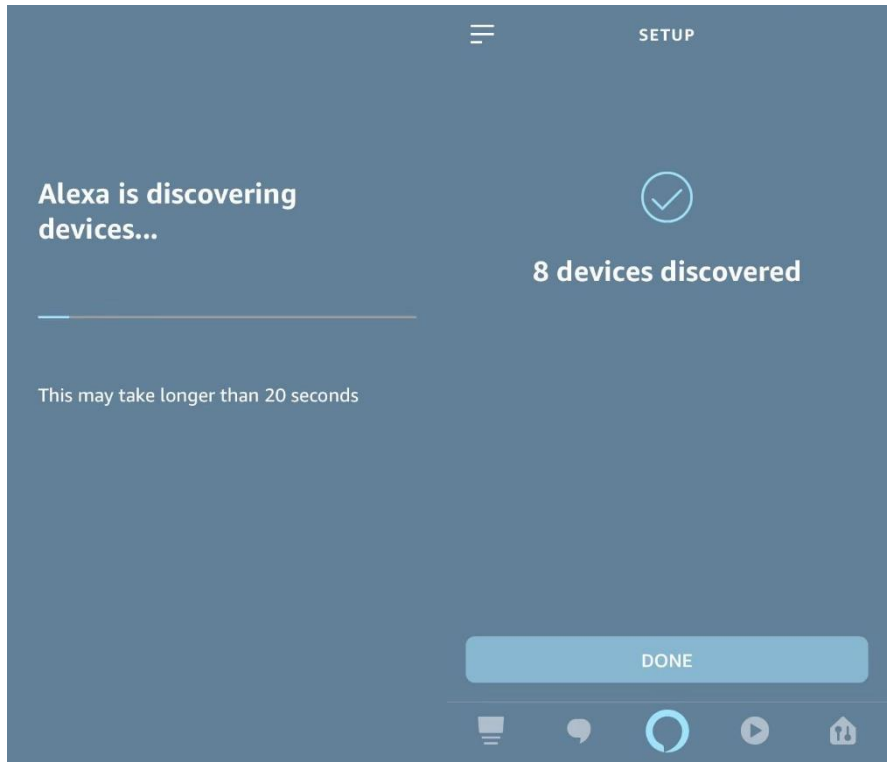 Alexa is discovering
devices...
This may take longer than 20 seconds
SETUP
8 devices discovered
DONE